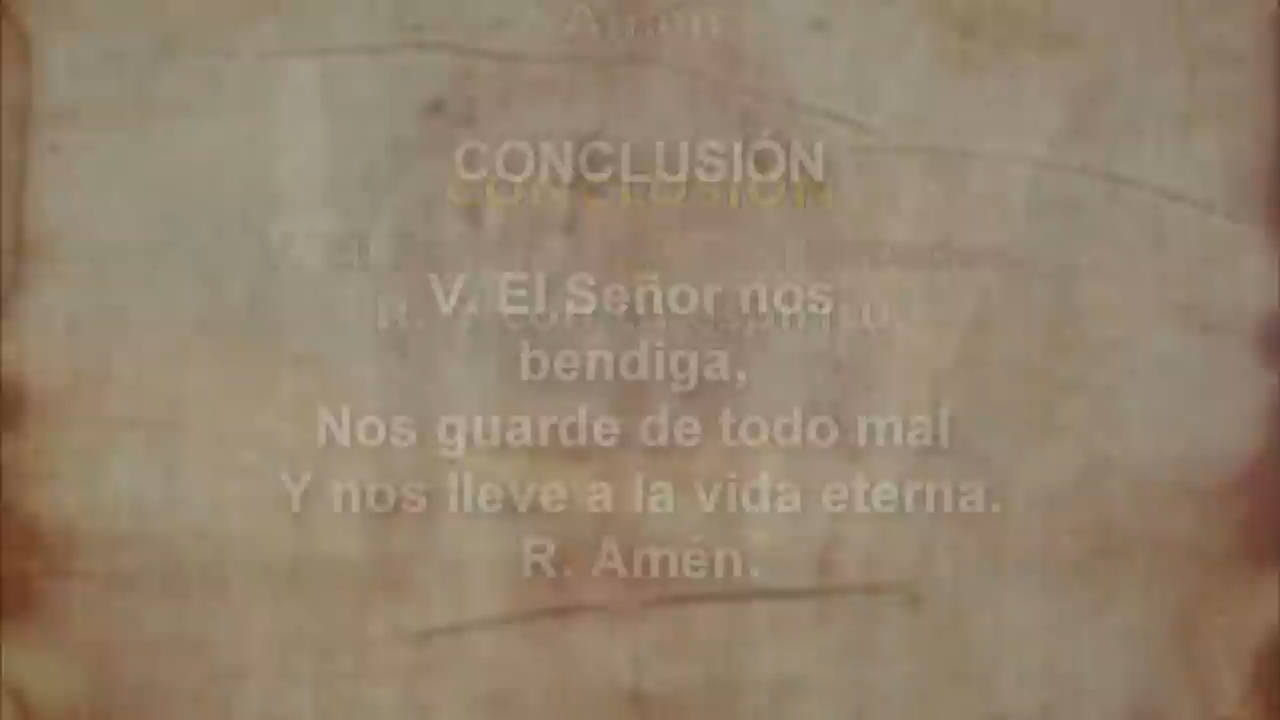 CONCLUSIÓN
V. El Señor nos
bendiga,
Nos guarde de todo mal
Y nos lleve a la vida eterna.
R. Amén.